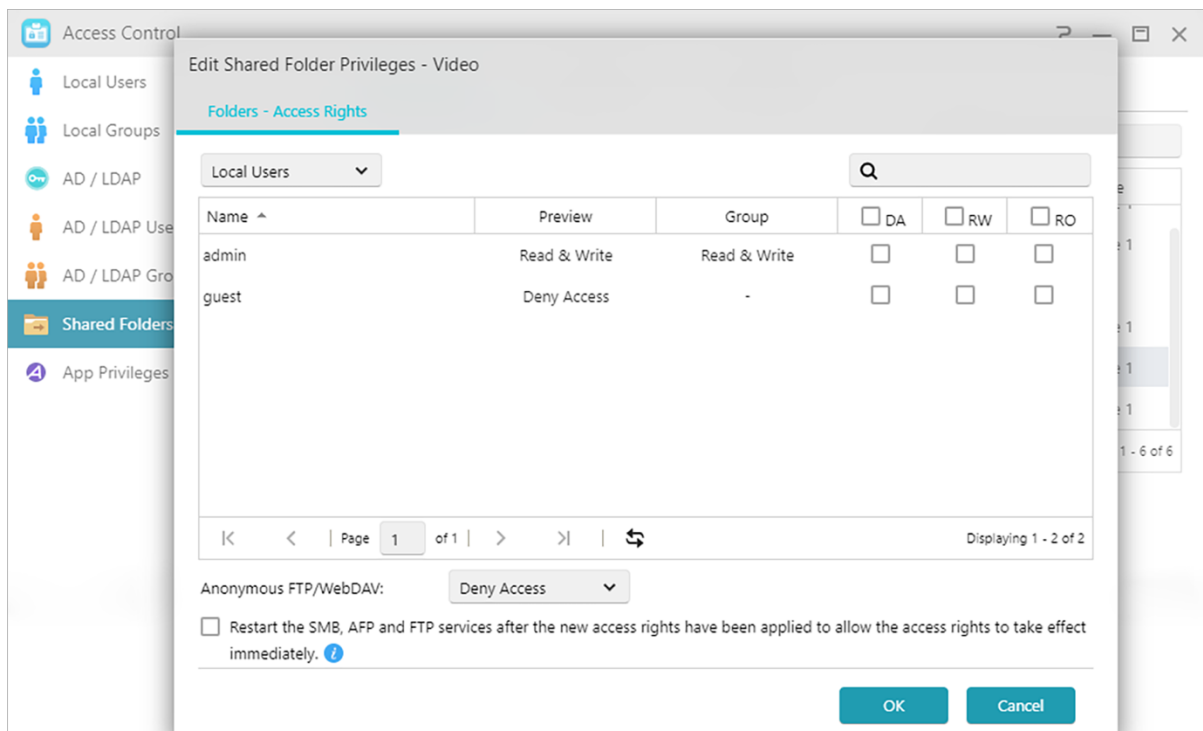 Access Control
Edit Shared Folder Privileges - Video
Local Users
Folders - Access Rights
Local Groups
AD / LDAP
Local Users
Name Preview Group DA RW RO
AD / LDAP Use
admin Read & Write Read & Write
AD / LDAP Gro
guest Deny Access -
Shared Folders
App Privileges
e
e 1
e 1
e 1
e 1
1 - 6 of 6
Page 1 of 1 Displaying 1 - 2 of 2
Anonymous FTP/WebDAV: Deny Access
Restart the SMB, AFP and FTP services after the new access rights have been applied to allow the access rights to take effect
immediately. i
OK Cancel